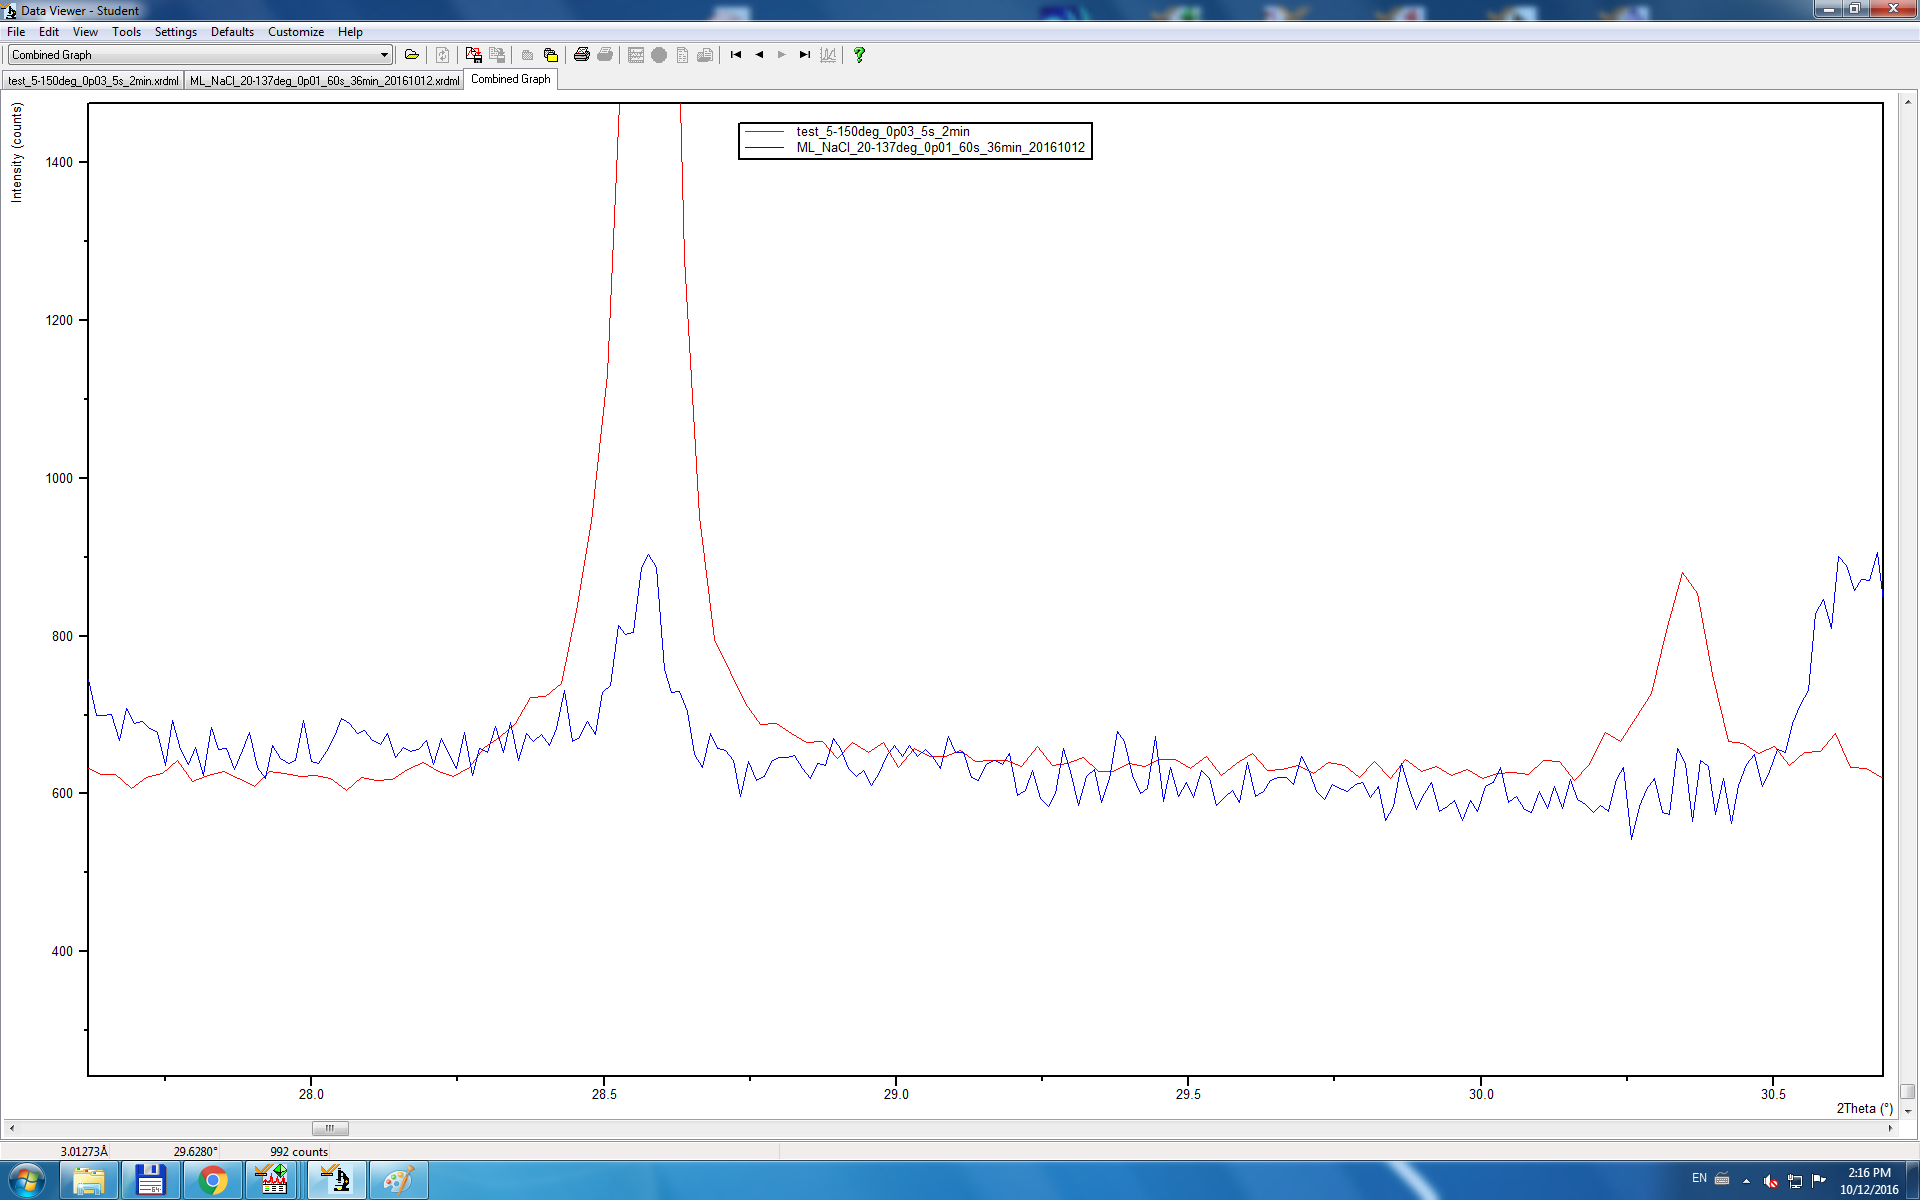 Data Viewer - Student
File Edit View Tools Settings Defaults Customize Help
Combined Graph
test_5-150deg_0p03_5s_2min.xrdml ML_NaCl_20-137deg_0p01_60s_36min_20161012.xrdml Combined Graph
Intensity (counts)
test_5-150deg_0p03_5s_2min
ML_NaCl_20-137deg_0p01_60s_36min_20161012
1400
1200
1000
800
600
400
28.0 28.5 29.0 29.5 30.0 30.5
2Theta (°)
3.01273Å 29.6280° 992 counts
EN 2:16 PM
10/12/2016